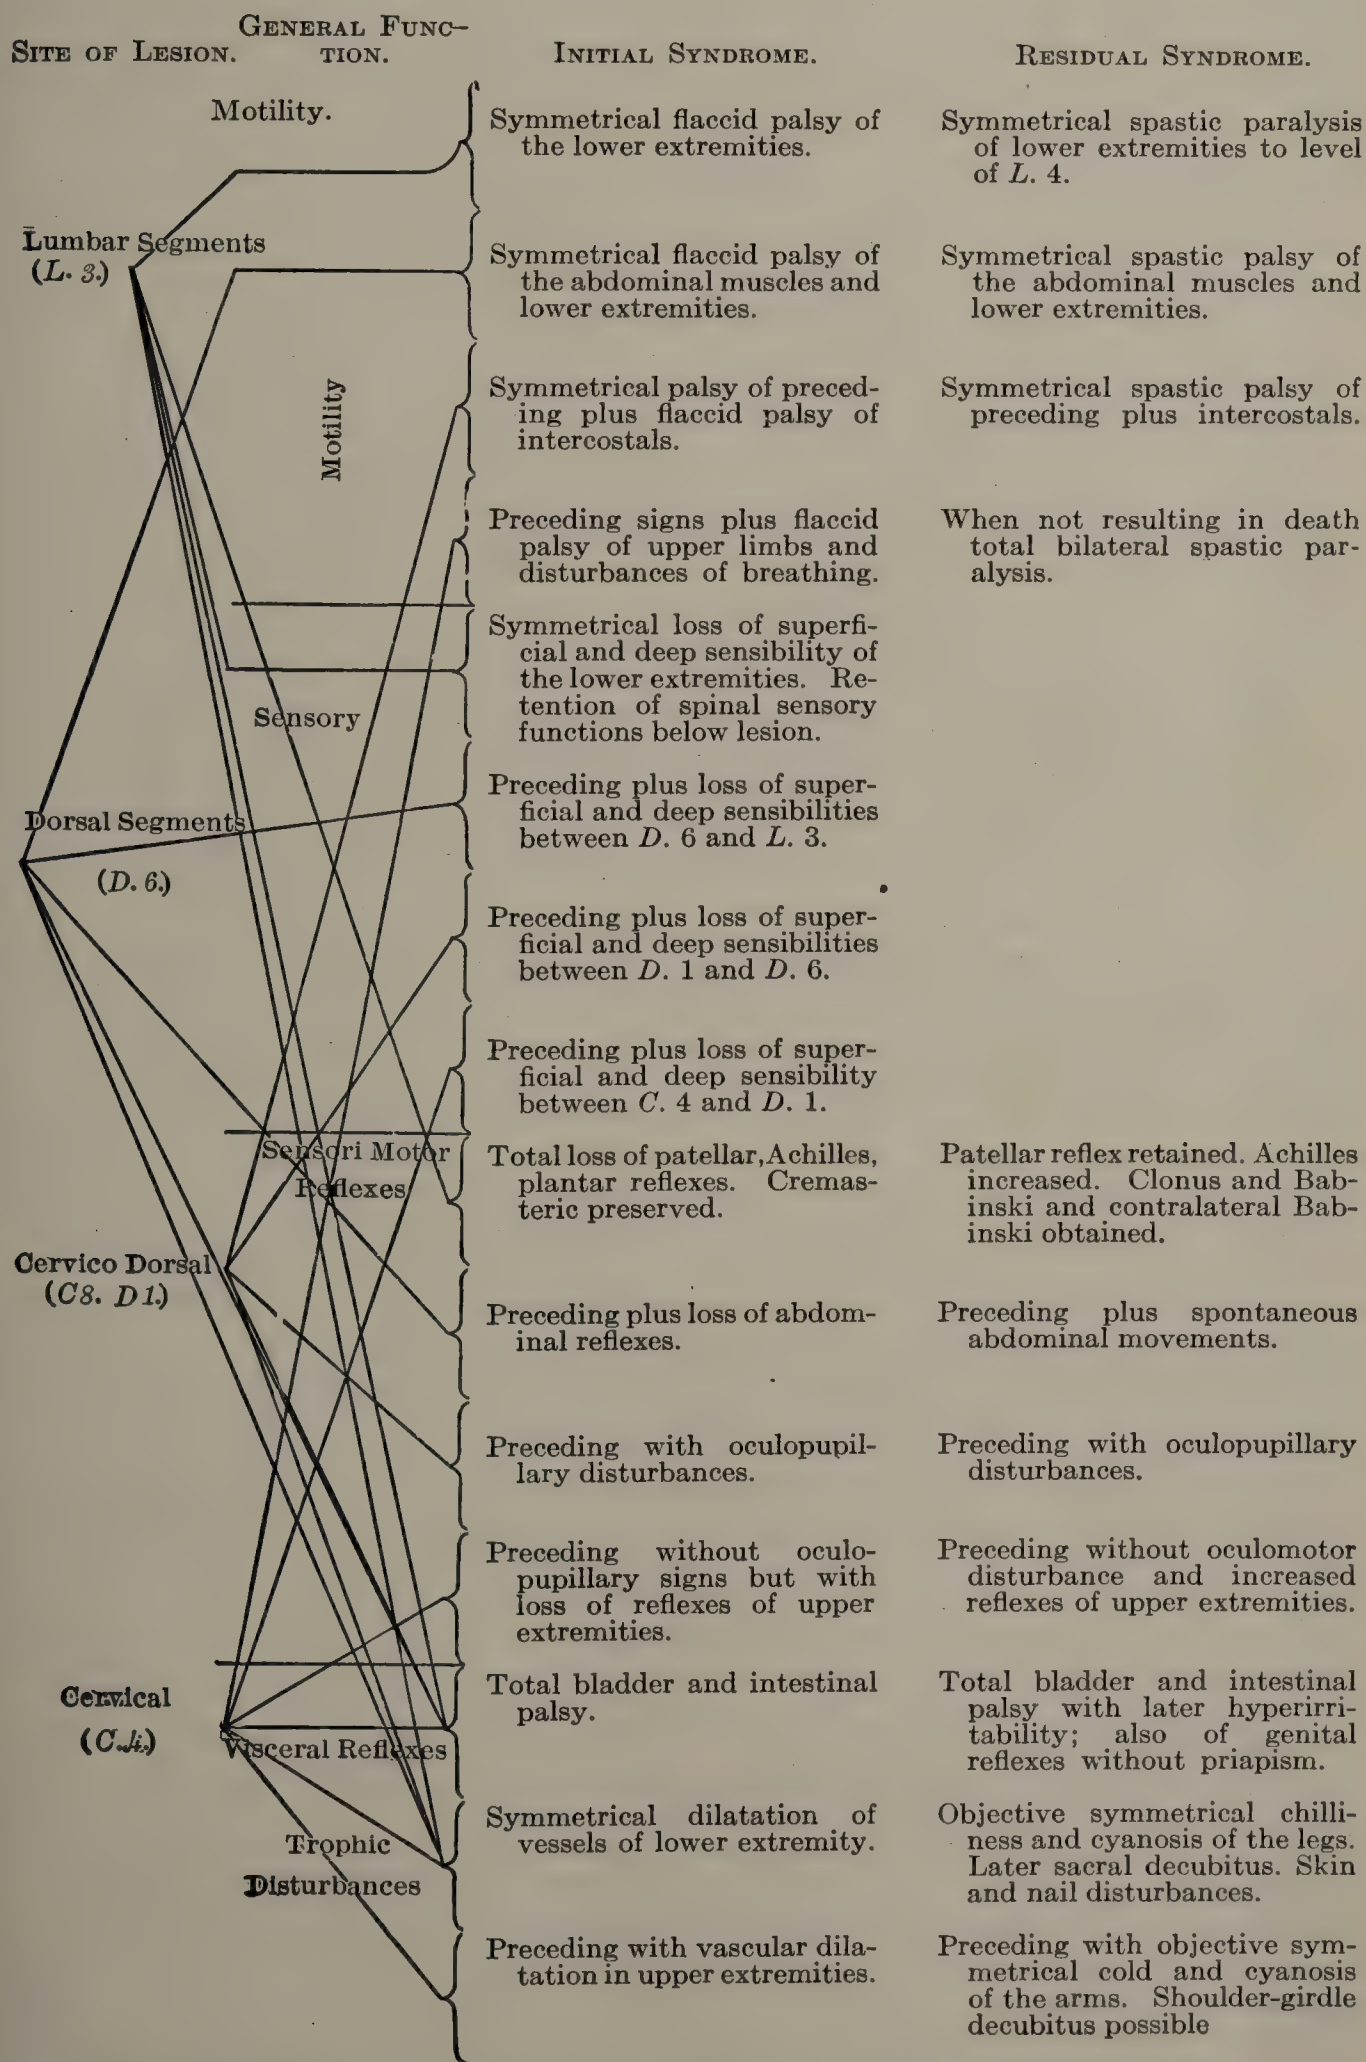 GENERAL FUNC-
SITE OF LESION. TION. INITIAL SYNDROME. RESIDUAL SYNDROME.
Motility.
Symmetrical flaccid palsy of
the lower extremities.
Symmetrical spastic paralysis
of lower extremities to level
of L. 4.
Lumbar Segments
(L. 3.)
Symmetrical flaccid palsy of
the abdominal muscles and
lower extremities.
Symmetrical spastic palsy of
the abdominal muscles and
lower extremities.
Motility
Symmetrical palsy of preced-
ing plus flaccid palsy of
intercostals.
Symmetrical spastic palsy of
preceding plus intercostals.
Preceding signs plus flaccid
palsy of upper limbs and
disturbances of breathing.
When not resulting in death
total bilateral spastic par-
alysis.
Symmetrical loss of superfi-
cial and deep sensibility of
the lower extremities. Re-
tention of spinal sensory
functions below lesion.
Sensory
Dorsal Segments
(D. 6.)
Preceding plus loss of super-
ficial and deep sensibilities
between D. 6 and L. 3.
Preceding plus loss of super-
ficial and deep sensibilities
between D. 1 and D. 6.
Preceding plus loss of super-
ficial and deep sensibility
between C. 4 and D. 1.
Sensori Motor
Reflexes
Total loss of patellar, Achilles,
plantar reflexes. Cremas-
teric preserved.
Patellar reflex retained. Achilles
increased. Clonus and Bab-
inski and contralateral Bab-
inski obtained.
Cervico Dorsal
(C8. D1.)
Preceding plus loss of abdom-
inal reflexes.
Preceding plus spontaneous
abdominal movements.
Preceding with oculopupil-
lary disturbances.
Preceding with oculopupillary
disturbances.
Preceding without oculo-
pupillary signs but with
loss of reflexes of upper
extremities.
Preceding without oculomotor
disturbance and increased
reflexes of upper extremities.
Cervical
(C.4.)
Visceral Reflexes
Total bladder and intestinal
palsy.
Total bladder and intestinal
palsy with later hyperirri-
tability; also of genital
reflexes without priapism.
Trophic
Disturbances
Symmetrical dilatation of
vessels of lower extremity.
Objective symmetrical chilli-
ness and cyanosis of the legs.
Later sacral decubitus. Skin
and nail disturbances.
Preceding with vascular dila-
tation in upper extremities.
Preceding with objective sym-
metrical cold and cyanosis
of the arms. Shoulder-girdle
decubitus possible